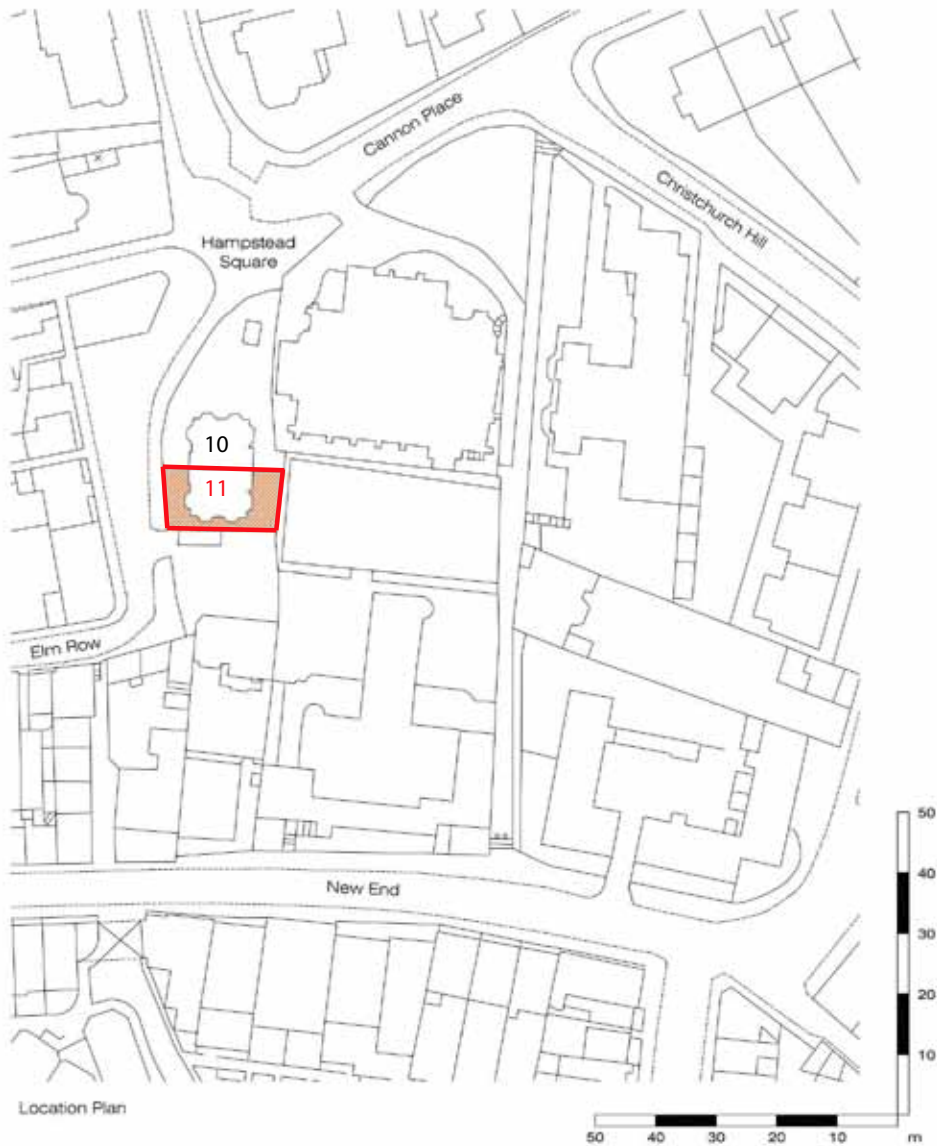 Cannon Place
Christchurch Hill
Hampstead
Square
10
11
Elm Row
New End
50
40
30
20
10
Location Plan
50 40 30 20 10 m